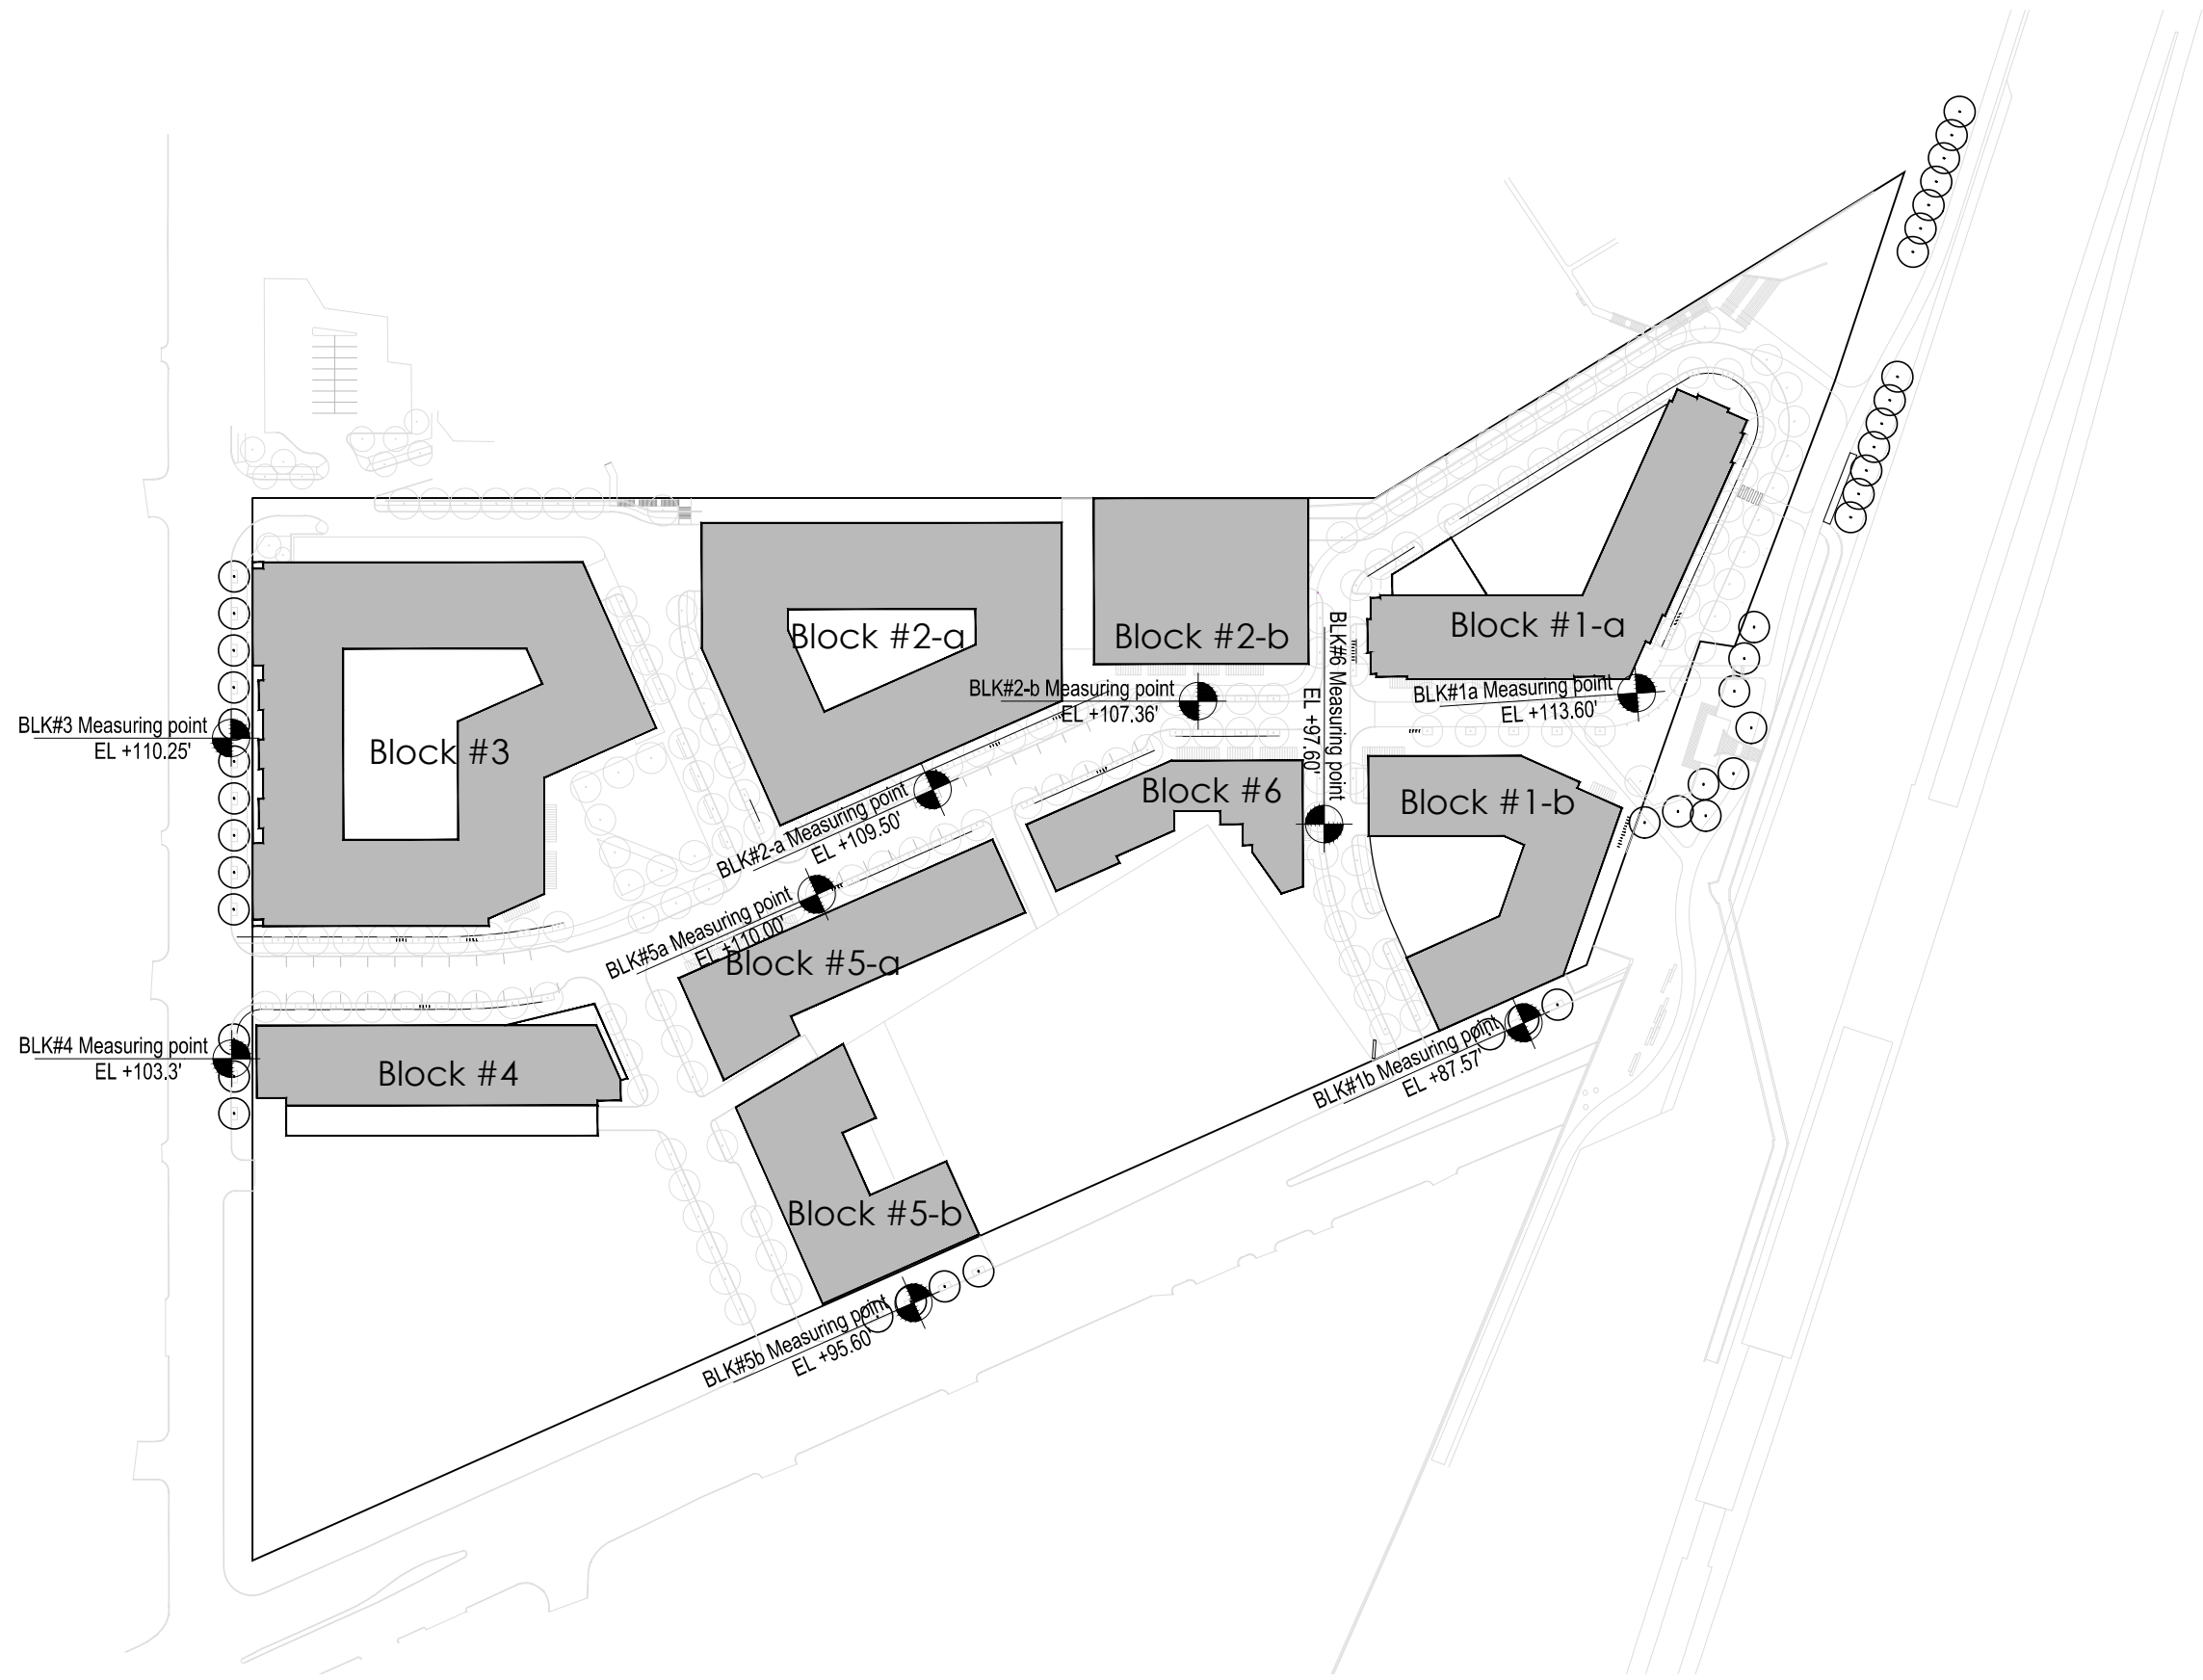 Block #2-a
Block #2-b
Block #1-a
BLK#6 Measuring point
EL +97.60'
BLK#2-b Measuring point
EL +107.36'
BLK#1a Measuring point
EL +113.60'
BLK#3 Measuring point
EL +110.25'
Block #3
Block #6
Block #1-b
BLK#2-a Measuring point
EL +109.50'
BLK#5a Measuring point
EL +110.00'
Block #5-a
BLK#4 Measuring point
EL +103.3'
Block #4
BLK#1b Measuring point
EL +87.57'
Block #5-b
BLK#5b Measuring point
EL +95.60'